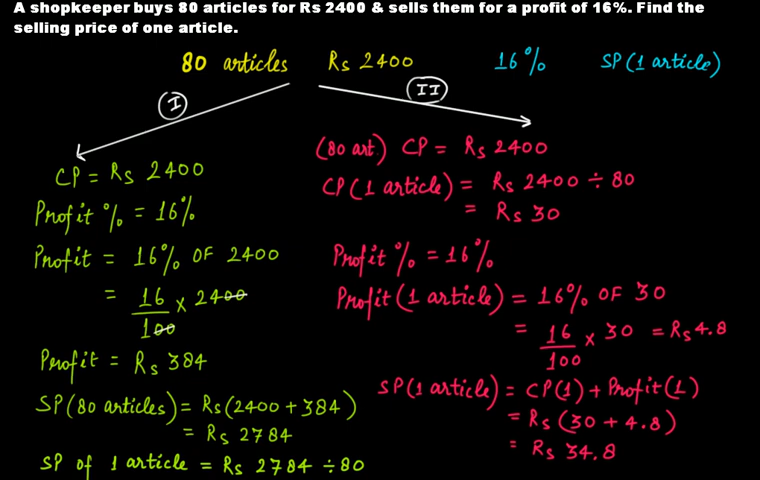 A shopkeeper buys 80 articles for Rs 2400 & sells them for a profit of 16%. Find the
selling price of one article.
80 articles Rs 2400 16% SP (1 article)
I
CP = Rs 2400
Profit % = 16%
Profit = 16% OF 2400
= 16/100 × 2400
Profit = Rs 384
SP (80 articles) = Rs (2400 + 384)
= Rs 2784
SP of 1 article = Rs 2784 ÷ 80
II
(80 art) CP = Rs 2400
CP (1 article) = Rs 2400 ÷ 80
= Rs 30
Profit % = 16%
Profit (1 article) = 16% OF 30
= 16/100 × 30 = Rs 4.8
SP (1 article) = CP(1) + Profit (1)
= Rs (30 + 4.8)
= Rs 34.8